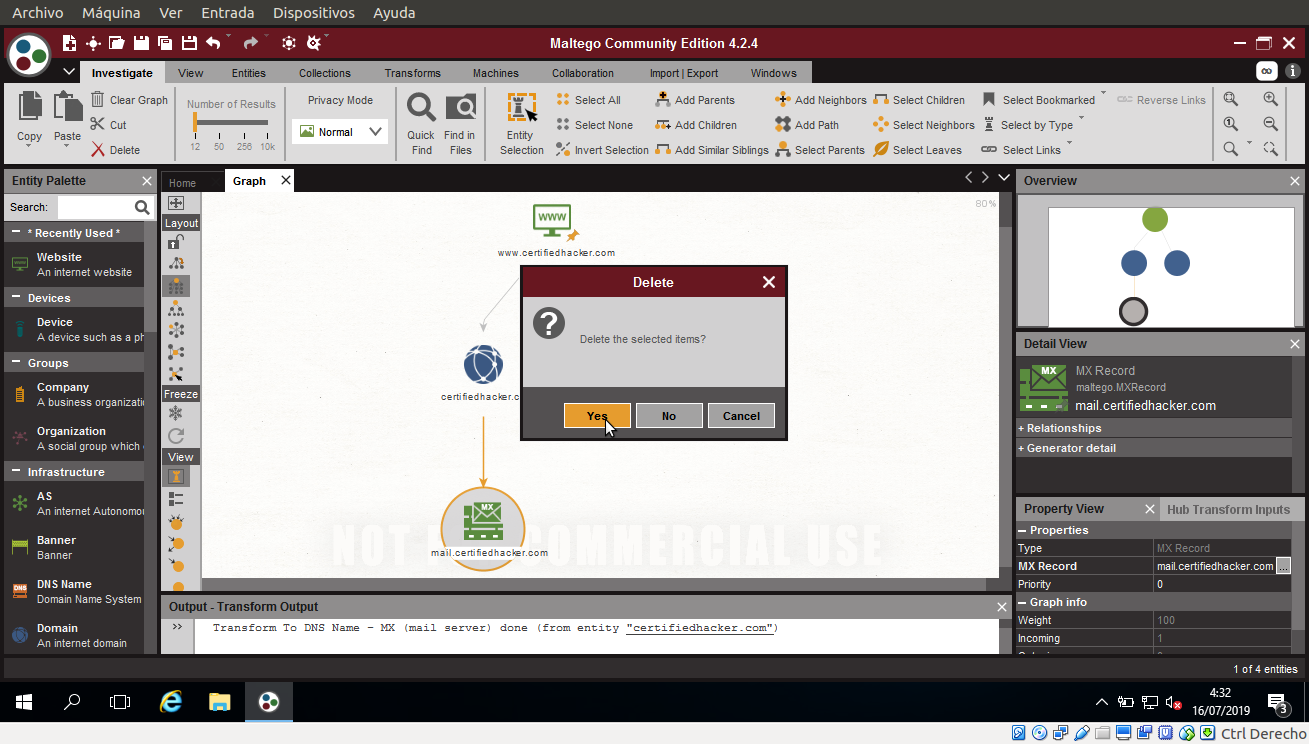 Archivo Máquina Ver Entrada Dispositivos Ayuda
Maltego Community Edition 4.2.4
Investigate View Entities Collections Transforms Machines Collaboration Import | Export Windows
Copy
Paste
Clear Graph
Cut
Delete
Number of Results
12 50 256 10k
Privacy Mode
Normal
Quick Find
Find in Files
Entity Selection
Select All
Select None
Invert Selection
Add Parents
Add Children
Add Similar Siblings
Add Neighbors
Add Path
Select Parents
Select Children
Select Neighbors
Select Leaves
Select Bookmarked
Select by Type
Select Links
Reverse Links
Entity Palette
Search:
* Recently Used *
Website
An internet website
Devices
Device
A device such as a ph
Groups
Company
A business organizati
Organization
A social group which
Infrastructure
AS
An internet Autonomo
Banner
Banner
DNS
DNS Name
Domain Name System
Domain
An internet domain
Home
Graph
Layout
Freeze
View
80%
WWW
www.certifiedhacker.com
certifiedhacker.c
MX
mail.certifiedhacker.com
COMMERCIAL USE
Delete
?
Delete the selected items?
Yes No Cancel
Output - Transform Output
>> Transform To DNS Name - MX (mail server) done (from entity "certifiedhacker.com")
Overview
Detail View
MX
MX Record
maltego.MXRecord
mail.certifiedhacker.com
+ Relationships
+ Generator detail
Property View Hub Transform Inputs
Properties
Type MX Record
MX Record mail.certifiedhacker.com ...
Priority 0
Graph info
Weight 100
Incoming 1
1 of 4 entities
4:32
16/07/2019
3
Ctrl Derecho